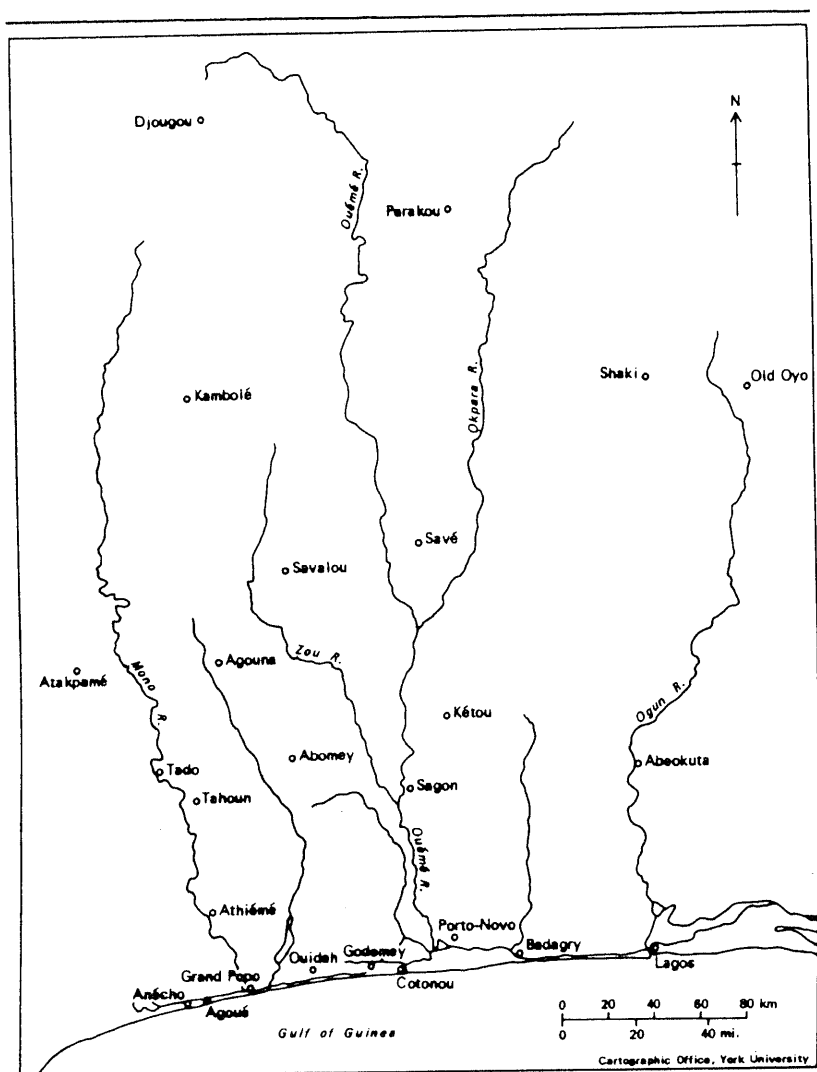 Djougou
N
Ouémé R.
Parakou
Okpara R.
Shaki
Old Oyo
Kambolé
Savé
Savalou
Zou R.
Agouna
Atakpamé
Mono R.
Kétou
Ogun R.
Abomey
Abeokuta
Tado
Sagon
Tahoun
Ouémé R.
Athiémé
Porto-Novo
Godomey
Badagry
Ouidah
Lagos
Cotonou
Grand Popo
Anécho
Agoué
0 20 40 60 80 km
0 20 40 mi.
Gulf of Guinea
Cartographic Office, York University